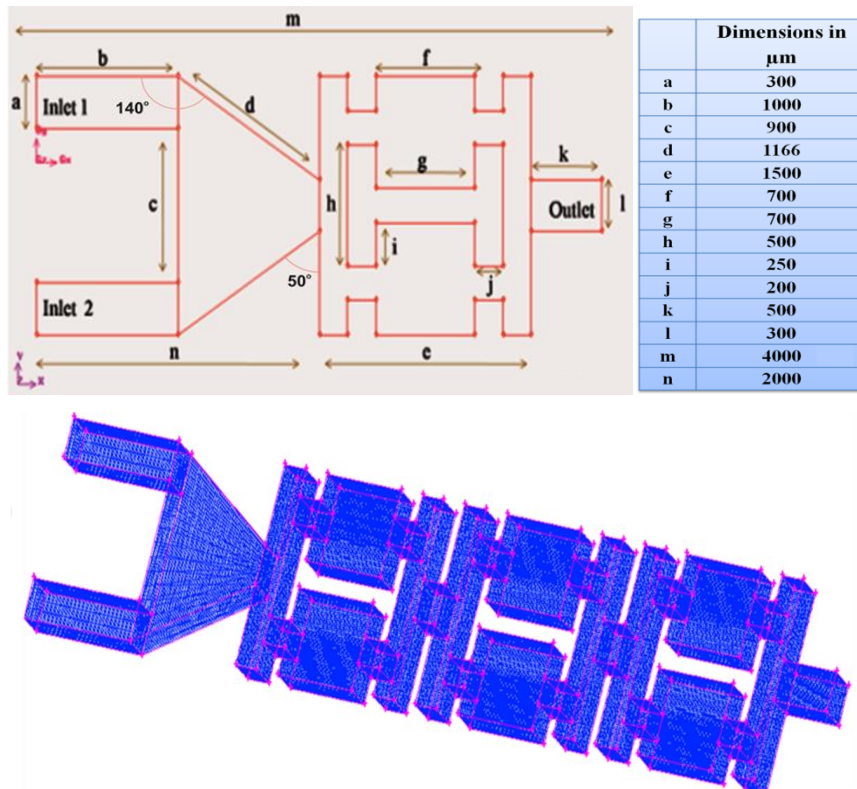 m
b
f
a
Inlet 1
140°
d
k
g
c
h
Outlet
l
i
50°
j
Inlet 2
n
e
Dimensions in
µm
a 300
b 1000
c 900
d 1166
e 1500
f 700
g 700
h 500
i 250
j 200
k 500
l 300
m 4000
n 2000